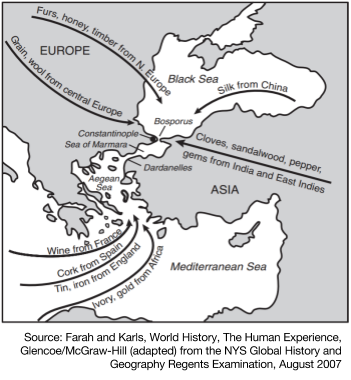 Furs, honey, timber from N. Europe
EUROPE
Grain, wool from central Europe
Black Sea
Silk from China
Bosporus
Constantinople
Sea of Marmara
Cloves, sandalwood, pepper,
gems from India and East Indies
Dardanelles
Aegean
Sea
ASIA
Wine from France
Cork from Spain
Tin, iron from England
Ivory, gold from Africa
Mediterranean Sea
Source: Farah and Karls, World History, The Human Experience,
Glencoe/McGraw-Hill (adapted) from the NYS Global History and
Geography Regents Examination, August 2007